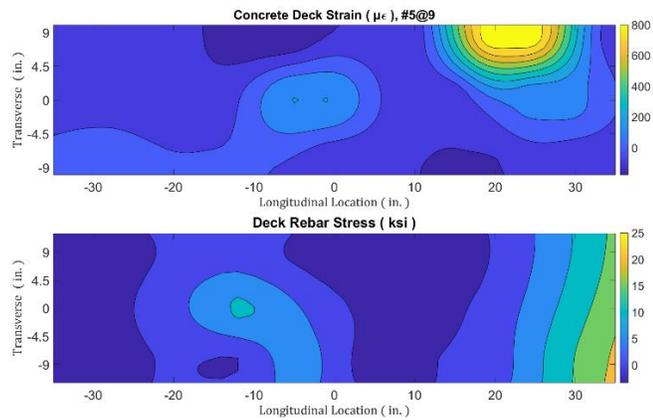 Concrete Deck Strain ( με ), #5@9
9
4.5
0
-4.5
-9
Transverse ( in. )
-30 -20 -10 0 10 20 30
Longitudinal Location ( in. )
800
600
400
200
0
Deck Rebar Stress ( ksi )
9
4.5
0
-4.5
-9
Transverse ( in. )
-30 -20 -10 0 10 20 30
Longitudinal Location ( in. )
25
20
15
10
5
0